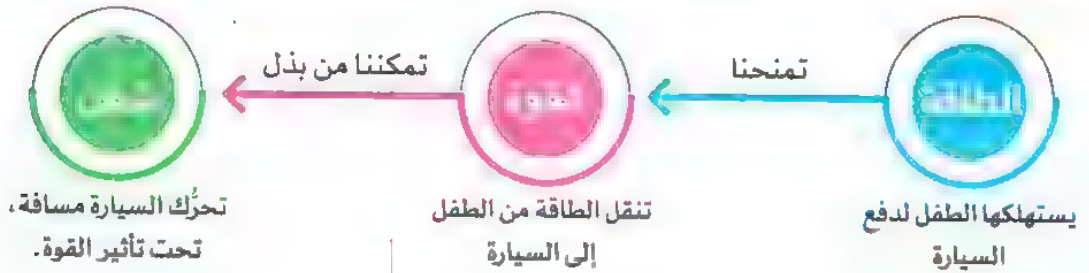 الطاقة
تمنحنا
تمكننا من بذل
يستهلكها الطفل لدفع
السيارة
تنقل الطاقة من الطفل
إلى السيارة
تحرُّك السيارة مسافة،
تحت تأثير القوة.